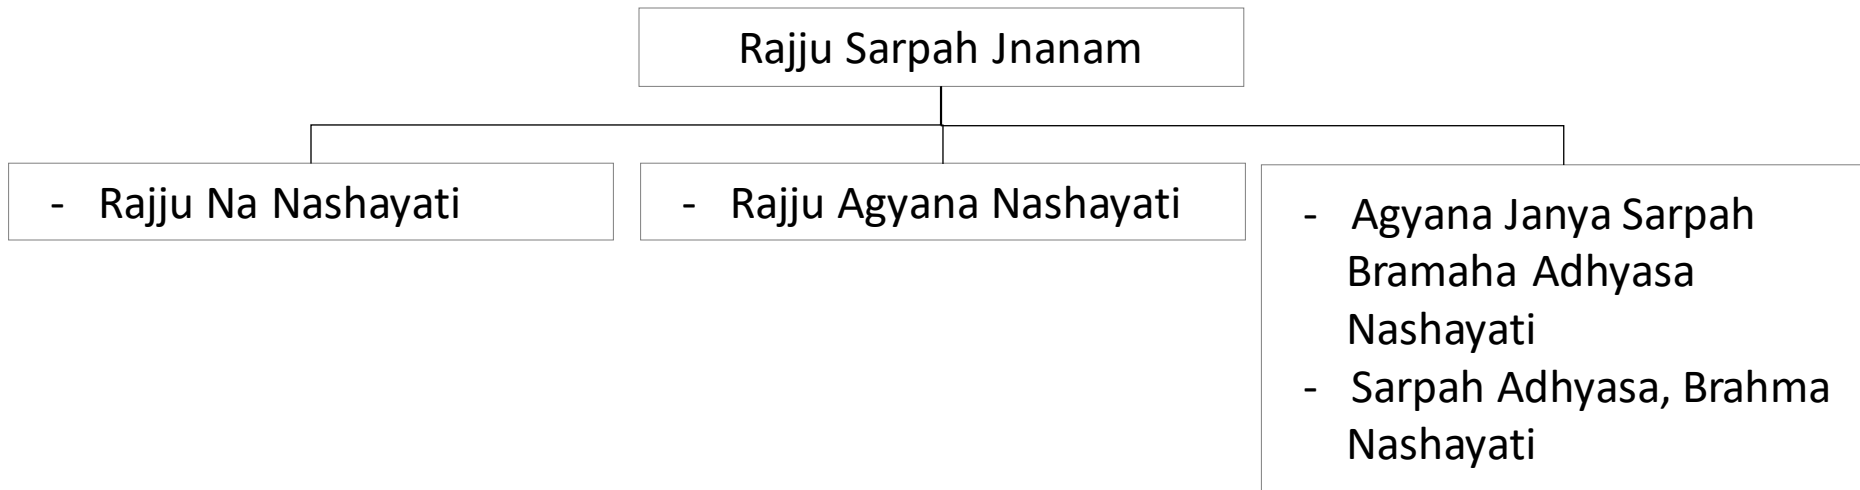 Rajju Sarpah Jnanam
- Rajju Na Nashayati
- Rajju Agyana Nashayati
- Agyana Janya Sarpah
Bramaha Adhyasa
Nashayati
- Sarpah Adhyasa, Brahma
Nashayati